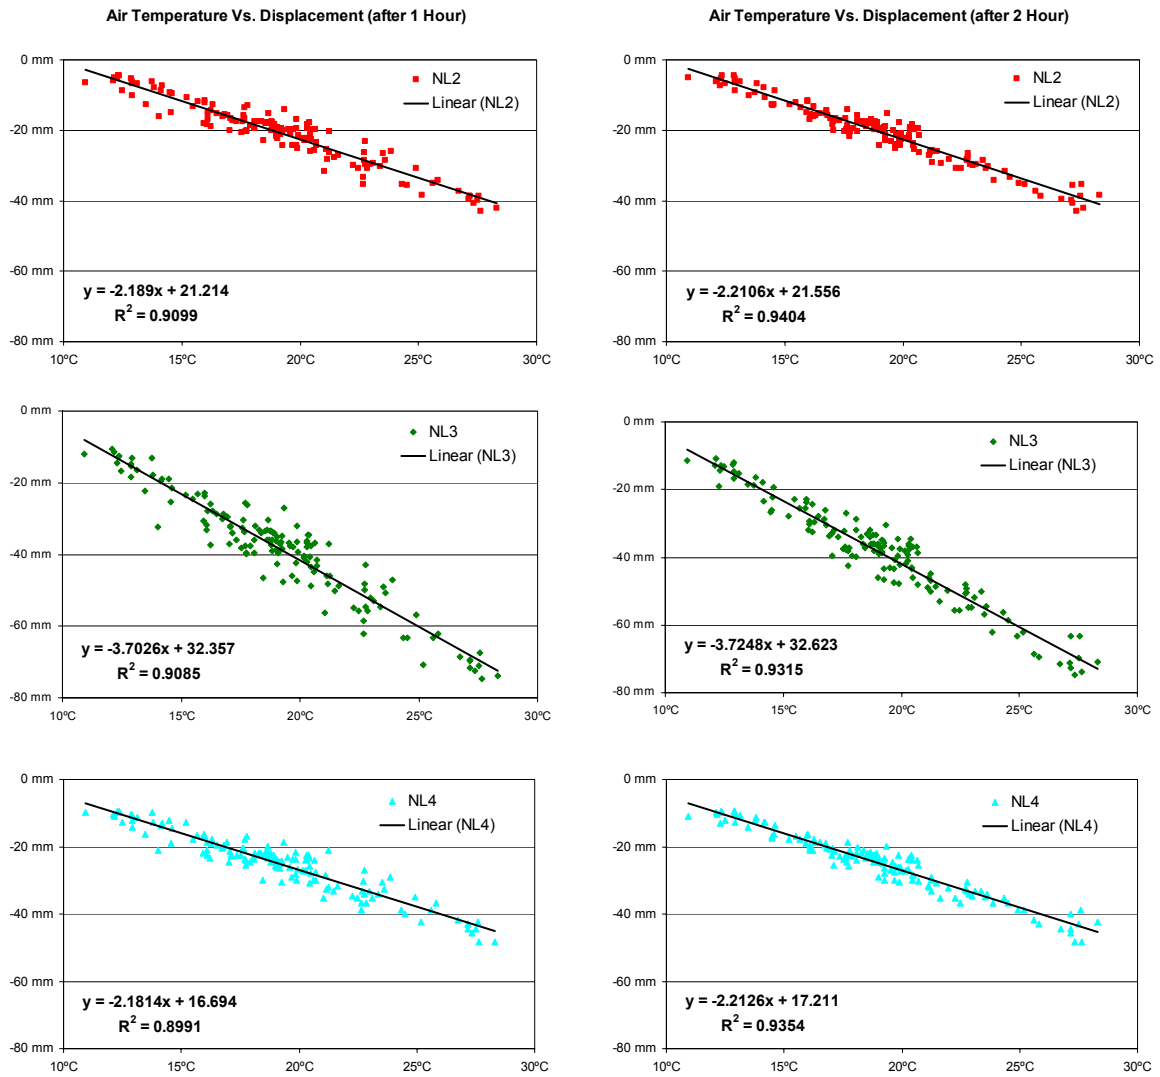 Air Temperature Vs. Displacement (after 1 Hour)
0 mm
-20 mm
-40 mm
-60 mm
-80 mm
10ºC 15ºC 20ºC 25ºC 30ºC
NL2
Linear (NL2)
y = -2.189x + 21.214
R² = 0.9099
Air Temperature Vs. Displacement (after 2 Hour)
0 mm
-20 mm
-40 mm
-60 mm
-80 mm
10ºC 15ºC 20ºC 25ºC 30ºC
NL2
Linear (NL2)
y = -2.2106x + 21.556
R² = 0.9404
0 mm
-20 mm
-40 mm
-60 mm
-80 mm
10ºC 15ºC 20ºC 25ºC 30ºC
NL3
Linear (NL3)
y = -3.7026x + 32.357
R² = 0.9085
0 mm
-20 mm
-40 mm
-60 mm
-80 mm
10ºC 15ºC 20ºC 25ºC 30ºC
NL3
Linear (NL3)
y = -3.7248x + 32.623
R² = 0.9315
0 mm
-20 mm
-40 mm
-60 mm
-80 mm
10ºC 15ºC 20ºC 25ºC 30ºC
NL4
Linear (NL4)
y = -2.1814x + 16.694
R² = 0.8991
0 mm
-20 mm
-40 mm
-60 mm
-80 mm
10ºC 15ºC 20ºC 25ºC 30ºC
NL4
Linear (NL4)
y = -2.2126x + 17.211
R² = 0.9354